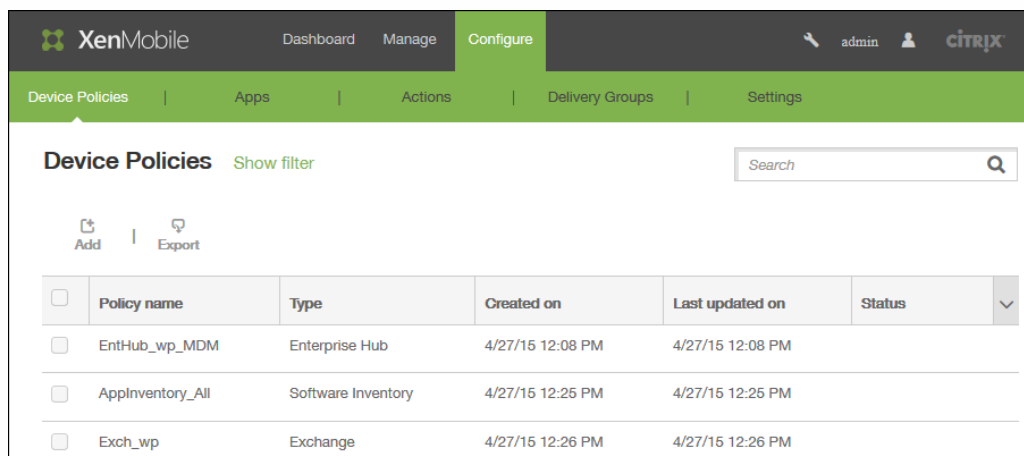 XenMobile Dashboard Manage Configure admin CİTRIX
Device Policies | Apps | Actions | Delivery Groups | Settings
Device Policies Show filter Search
Add | Export
Policy name Type Created on Last updated on Status
EntHub_wp_MDM Enterprise Hub 4/27/15 12:08 PM 4/27/15 12:08 PM
AppInventory_All Software Inventory 4/27/15 12:25 PM 4/27/15 12:25 PM
Exch_wp Exchange 4/27/15 12:26 PM 4/27/15 12:26 PM